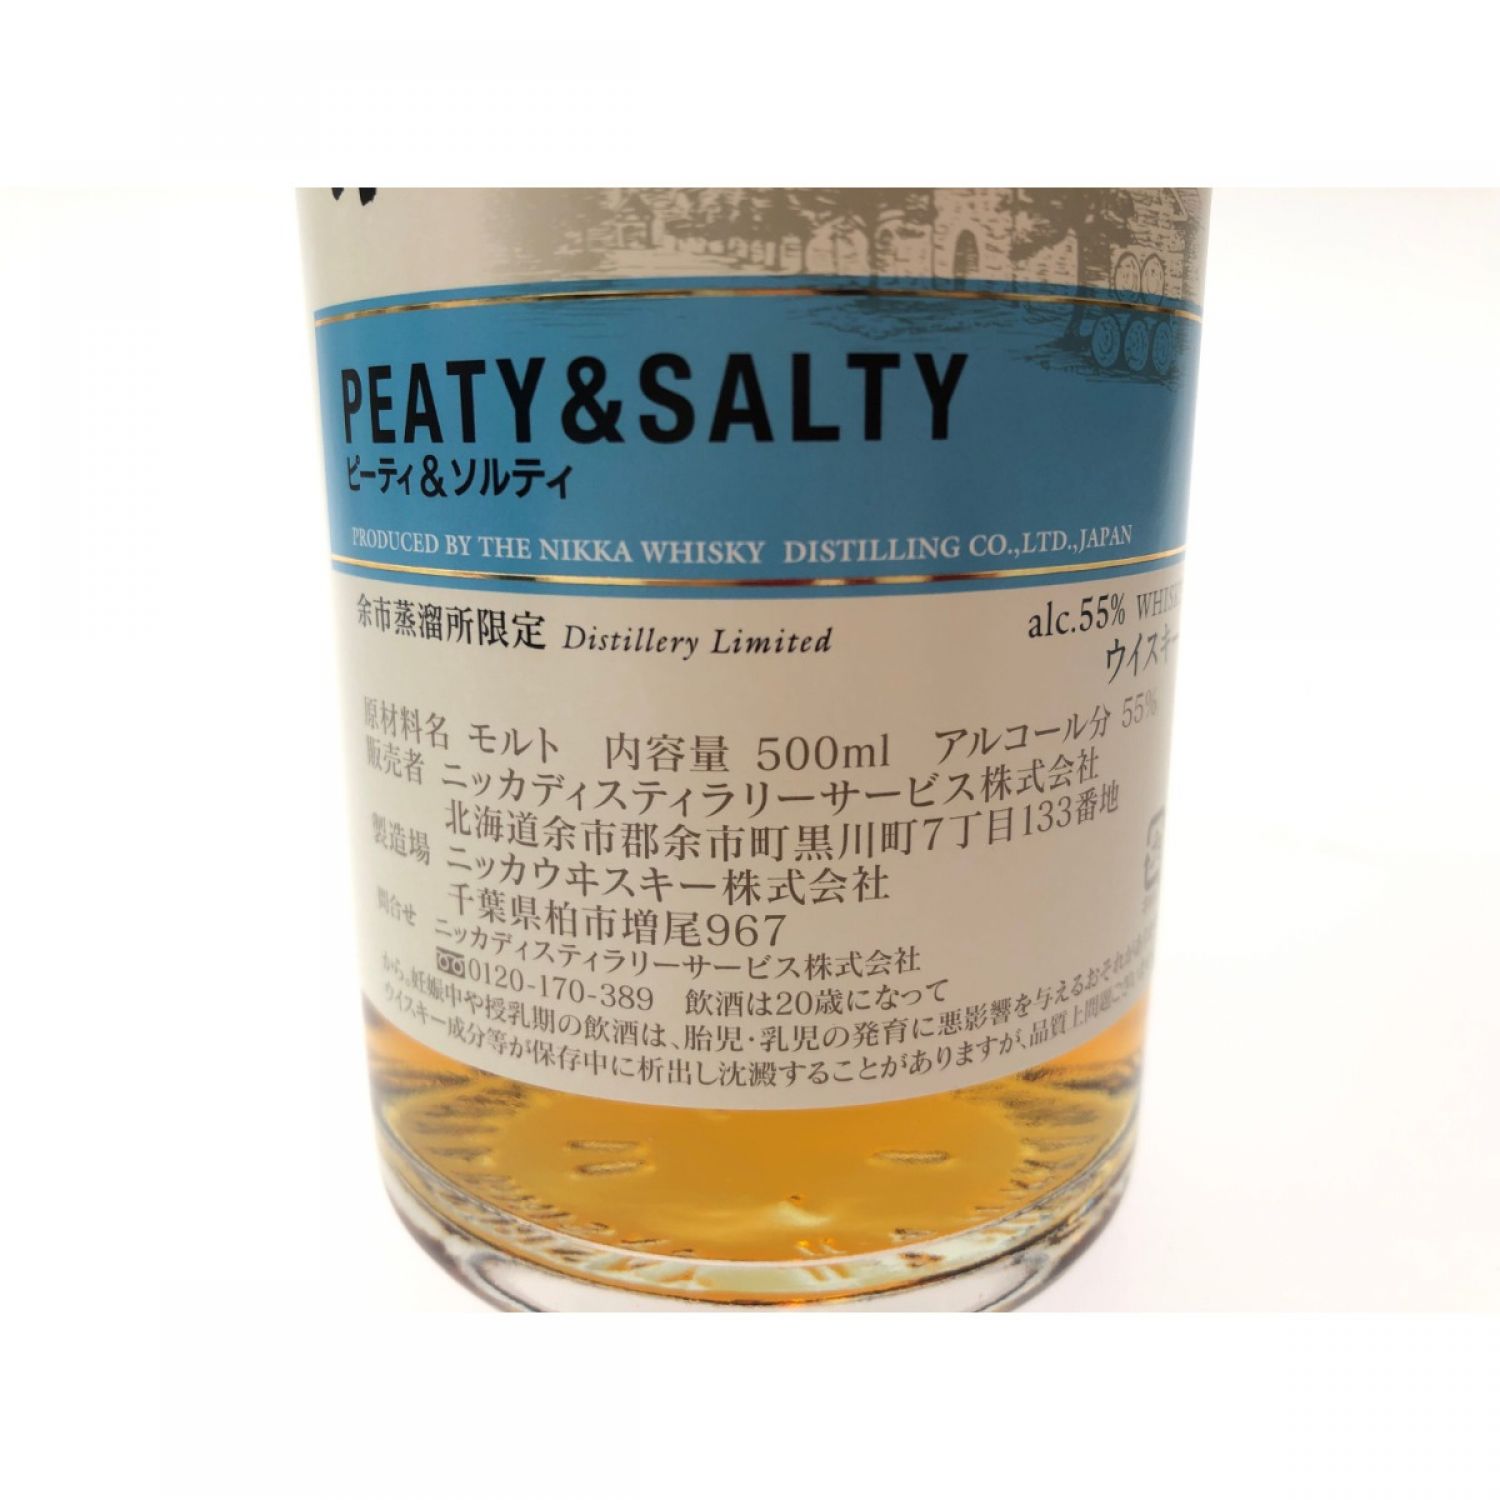 PEATY&SALTY
ピーティ&ソルティ
PRODUCED BY THE NIKKA WHISKY DISTILLING CO.,LTD.,JAPAN
余市蒸溜所限定 Distillery Limited
alc.55%
ウイスキー
原材料名 モルト 内容量 500ml アルコール分 55%
販売者 ニッカディスティラリーサービス株式会社
北海道余市郡余市町黒川町7丁目133番地
製造場 ニッカウヰスキー株式会社
千葉県柏市増尾967
問合せ ニッカディスティラリーサービス株式会社
0120-170-389 飲酒は20歳になって
から。妊娠中や授乳期の飲酒は、胎児・乳児の発育に悪影響を与えるおそれがあ
ウイスキー成分等が保存中に析出し沈澱することがありますが、品質上問題ござ